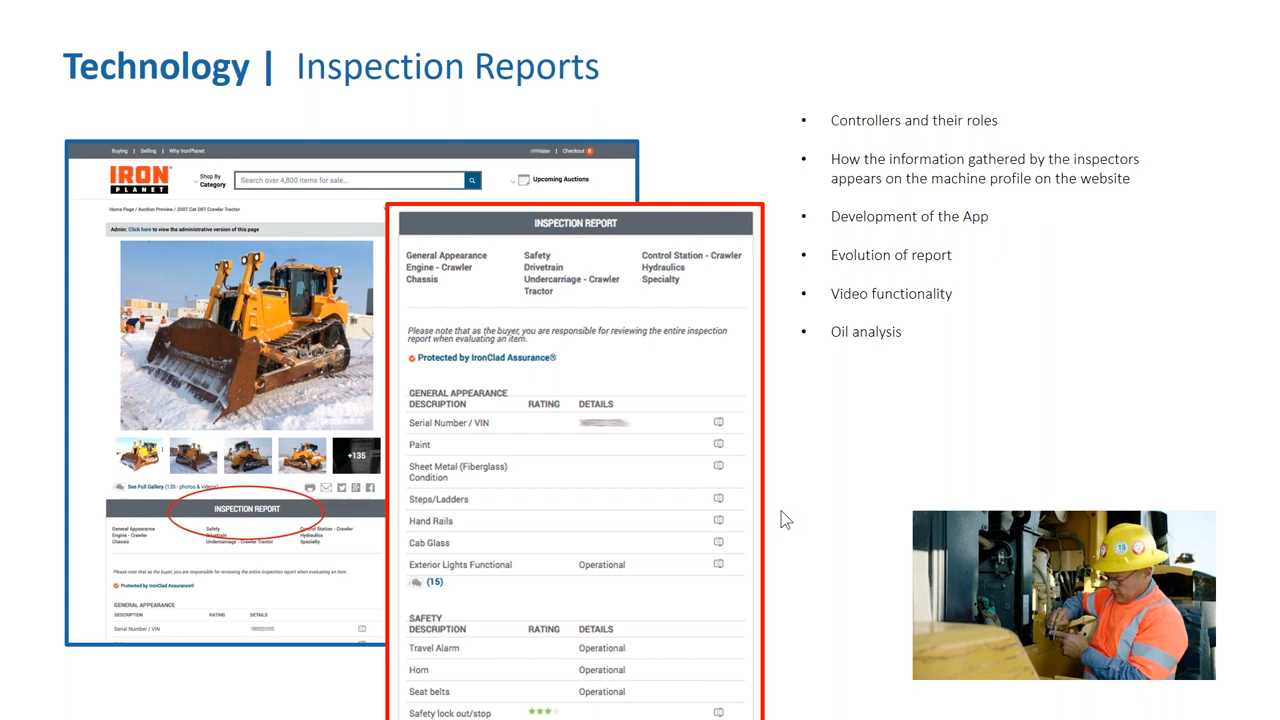 Technology | Inspection Reports
Buying | Selling | Why IronPlanet
| Checkout 0
IRON
PLANET
Shop By
Category
Search over 4,800 items for sale...
Upcoming Auctions
Home Page / Auction Preview / 2007 Cat D8T Crawler Tractor
Admin: Click here to view the administrative version of this page
+135
See Full Gallery (139 - photos & videos)
INSPECTION REPORT
General Appearance
Engine - Crawler
Chassis
Safety
Drivetrain
Undercarriage - Crawler Tractor
Control Station - Crawler
Hydraulics
Specialty
Please note that as the buyer, you are responsible for reviewing the entire inspection report when evaluating an item.
Protected by IronClad Assurance®
GENERAL APPEARANCE
DESCRIPTION RATING DETAILS
Serial Number / VIN
INSPECTION REPORT
General Appearance
Engine - Crawler
Chassis
Safety
Drivetrain
Undercarriage - Crawler
Tractor
Control Station - Crawler
Hydraulics
Specialty
Please note that as the buyer, you are responsible for reviewing the entire inspection
report when evaluating an item.
Protected by IronClad Assurance®
GENERAL APPEARANCE
DESCRIPTION RATING DETAILS
Serial Number / VIN
Paint
Sheet Metal (Fiberglass)
Condition
Steps/Ladders
Hand Rails
Cab Glass
Exterior Lights Functional Operational
(15)
SAFETY
DESCRIPTION RATING DETAILS
Travel Alarm Operational
Horn Operational
Seat belts Operational
Safety lock out/stop
• Controllers and their roles
• How the information gathered by the inspectors
appears on the machine profile on the website
• Development of the App
• Evolution of report
• Video functionality
• Oil analysis
15